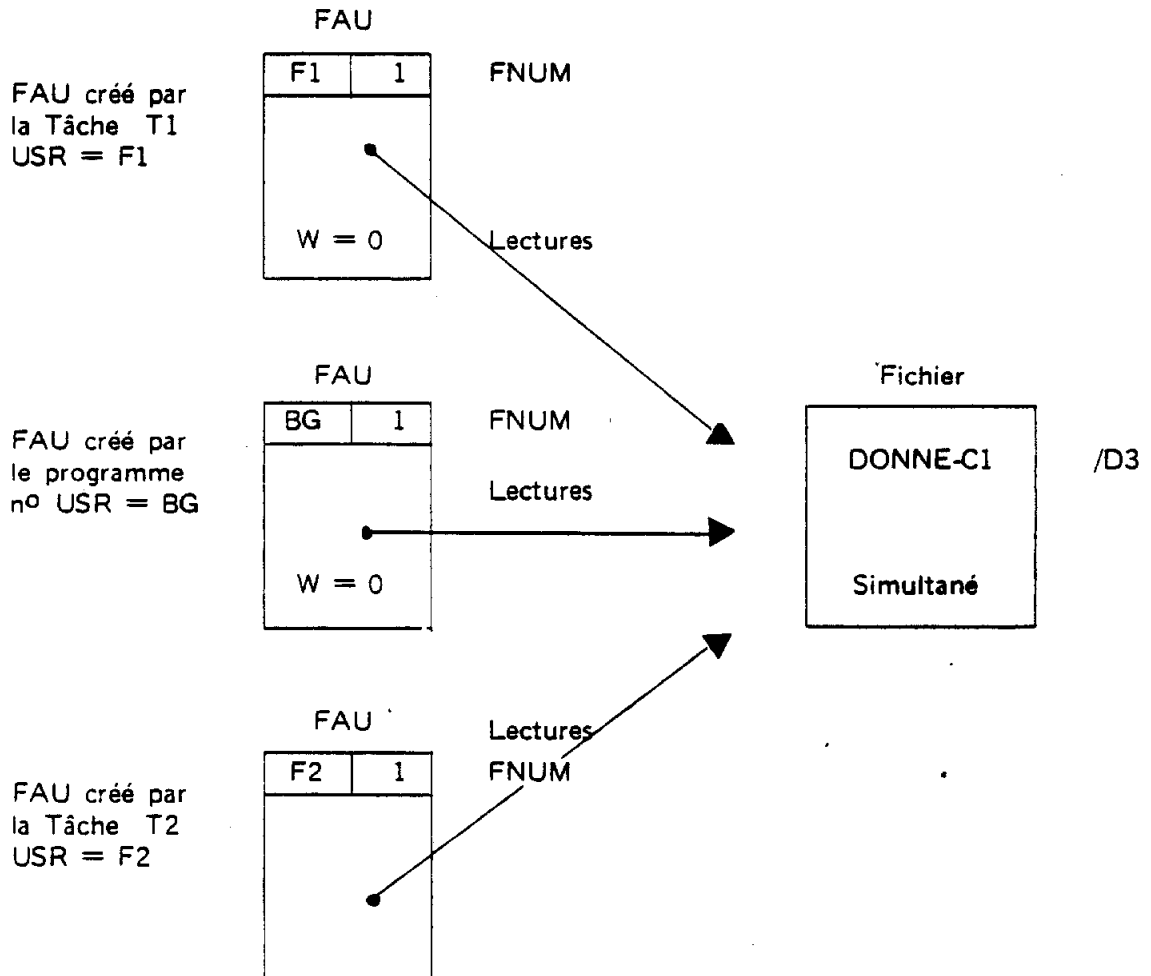 FAU
F1 1 FNUM
FAU créé par
la Tâche T1
USR = F1
W = 0 Lectures
FAU
BG 1 FNUM
FAU créé par
le programme
nº USR = BG
Lectures
W = 0
Fichier
DONNE-C1 /D3
Simultané
FAU
Lectures
F2 1 FNUM
FAU créé par
la Tâche T2
USR = F2